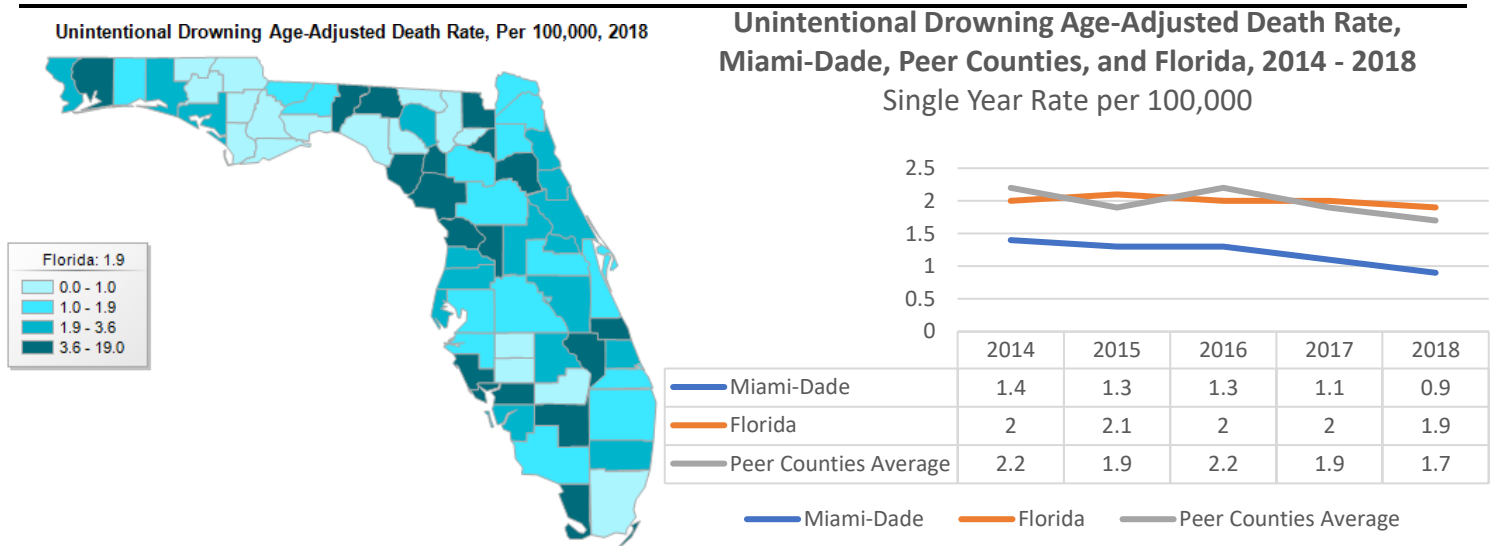 Unintentional Drowning Age-Adjusted Death Rate, Per 100,000, 2018
Florida: 1.9
0.0 - 1.0
1.0 - 1.9
1.9 - 3.6
3.6 - 19.0
Unintentional Drowning Age-Adjusted Death Rate,
Miami-Dade, Peer Counties, and Florida, 2014 - 2018
Single Year Rate per 100,000
2.5
2
1.5
1
0.5
0
2014 2015 2016 2017 2018
Miami-Dade 1.4 1.3 1.3 1.1 0.9
Florida 2 2.1 2 2 1.9
Peer Counties Average 2.2 1.9 2.2 1.9 1.7
Miami-Dade Florida Peer Counties Average